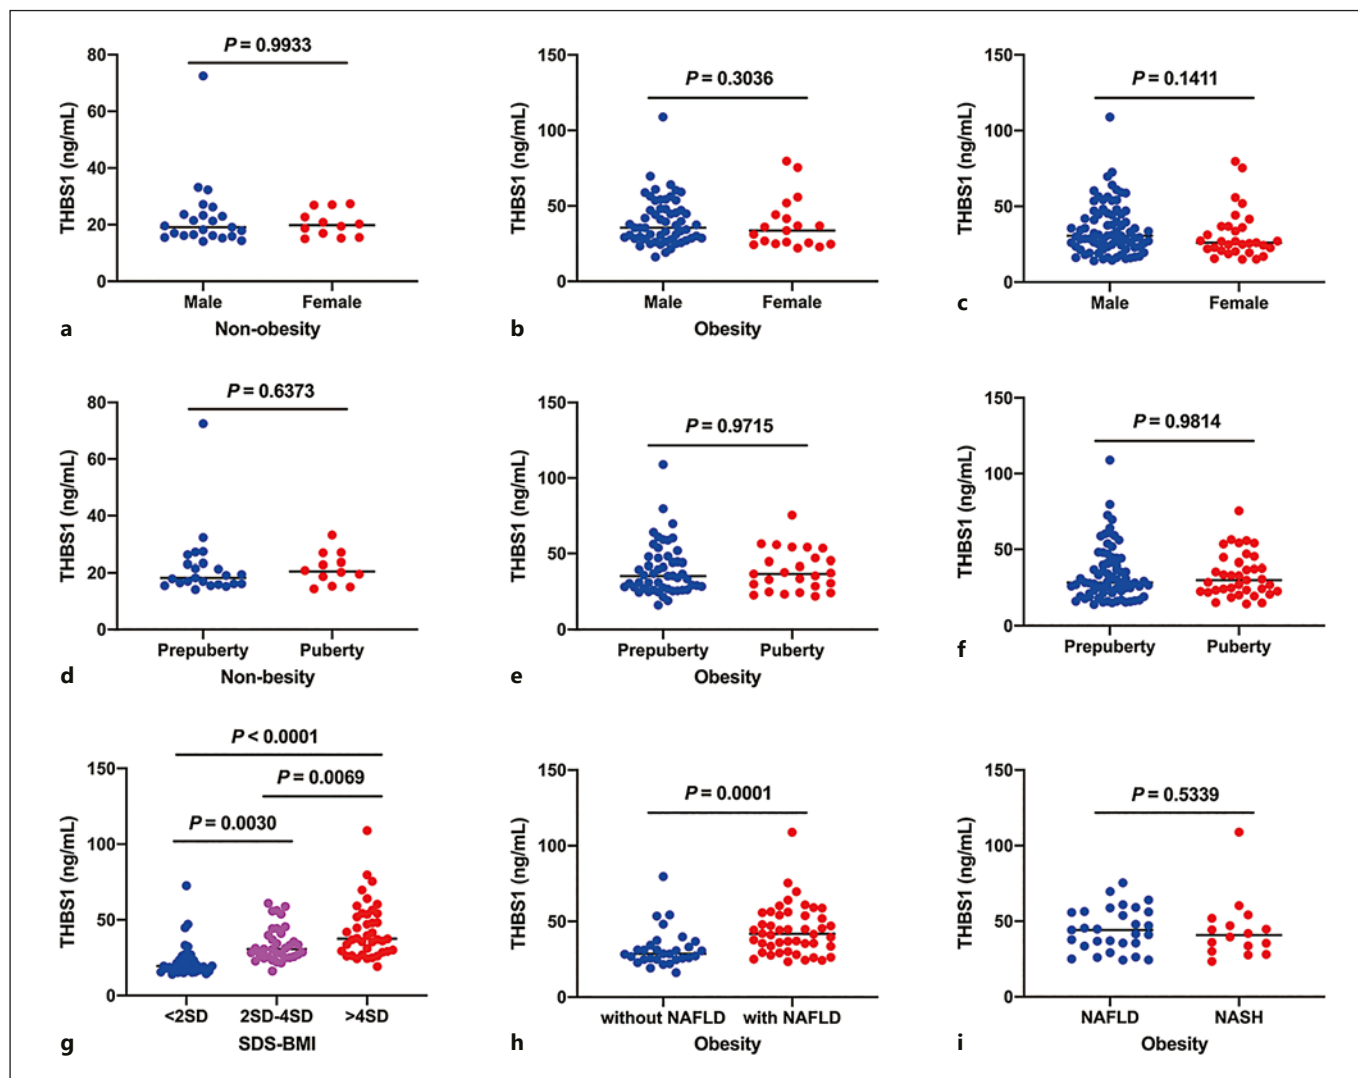 P = 0.9933
80
60
40
20
0
THBS1 (ng/mL)
Male
Female
Non-obesity
a
P = 0.3036
150
100
50
0
THBS1 (ng/mL)
Male
Female
Obesity
b
P = 0.1411
150
100
50
0
THBS1 (ng/mL)
Male
Female
c
P = 0.6373
80
60
40
20
0
THBS1 (ng/mL)
Prepuberty
Puberty
Non-besity
d
P = 0.9715
150
100
50
0
THBS1 (ng/mL)
Prepuberty
Puberty
Obesity
e
P = 0.9814
150
100
50
0
THBS1 (ng/mL)
Prepuberty
Puberty
f
P < 0.0001
P = 0.0069
P = 0.0030
150
100
50
0
THBS1 (ng/mL)
<2SD
2SD-4SD
>4SD
SDS-BMI
g
P = 0.0001
150
100
50
0
THBS1 (ng/mL)
without NAFLD
with NAFLD
Obesity
h
P = 0.5339
150
100
50
0
THBS1 (ng/mL)
NAFLD
NASH
Obesity
i